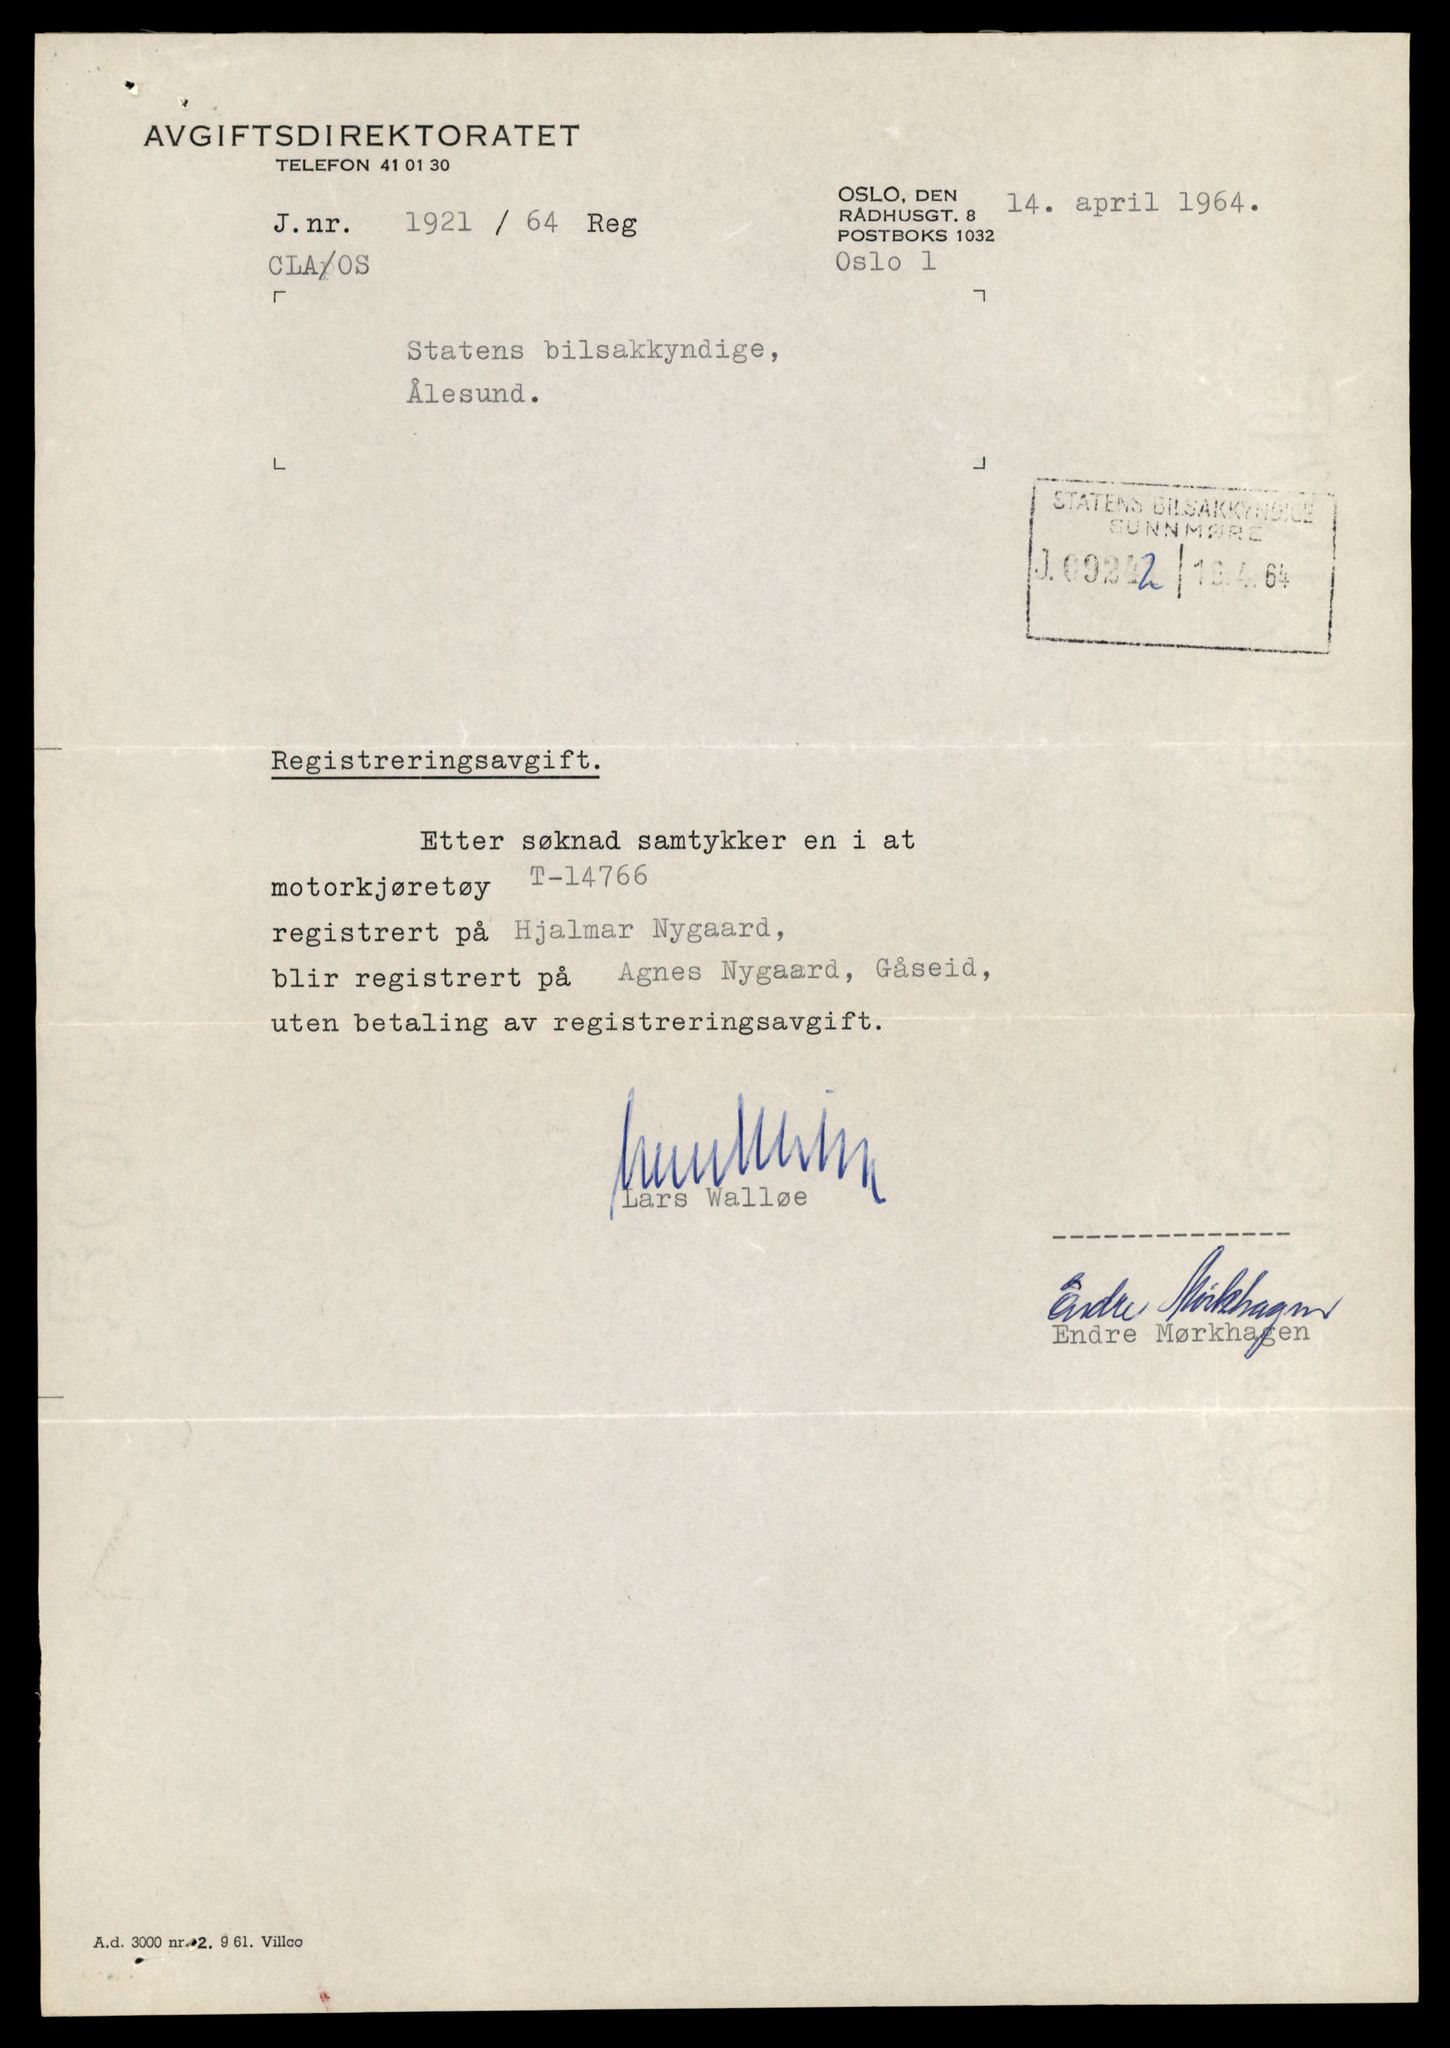 AVGIFTSDIREKTORATET
TELEFON 41 01 30
J.nr. 1921 / 64 Reg
CLA/OS
OSLO, DEN 14. april 1964.
RÅDHUSGT. 8
POSTBOKS 1032
Oslo 1
Statens bilsakkyndige,
Ålesund.
STATENS BILSAKKYNDIGE
SUNNMØRE
J. 09242 | 4. 64
Registreringsavgift.
Etter søknad samtykker en i at
motorkjøretøy T-14766
registrert på Hjalmar Nygaard,
blir registrert på Agnes Nygaard, Gåseid,
uten betaling av registreringsavgift.
Lars Walløe
--------------
Endre Mørkhagen
Endre Mørkhagen
A.d. 3000 nr. 2. 9 61. Villco